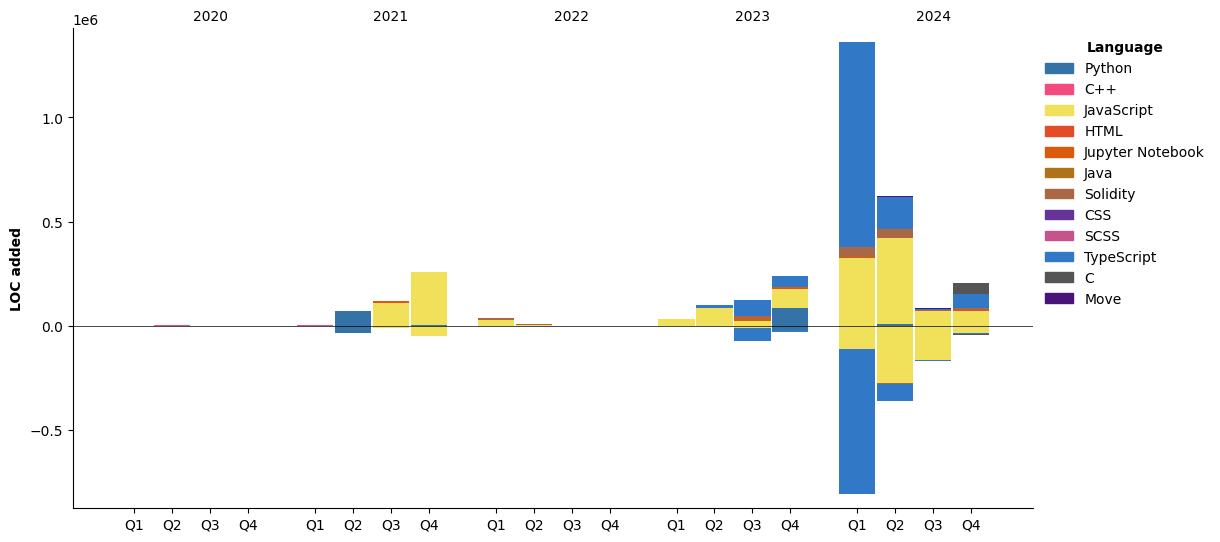 1e6
2020 2021 2022 2023 2024
Language
Python
C++
JavaScript
HTML
Jupyter Notebook
Java
Solidity
CSS
SCSS
TypeScript
C
Move
LOC added
1.0
0.5
0.0
−0.5
Q1 Q2 Q3 Q4 Q1 Q2 Q3 Q4 Q1 Q2 Q3 Q4 Q1 Q2 Q3 Q4 Q1 Q2 Q3 Q4